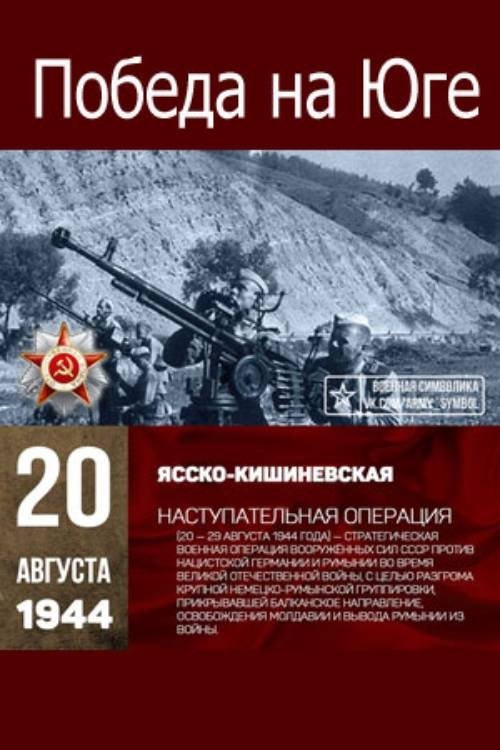 Победа на Юге
ВОЕННАЯ СИМВОЛИКА
VK.COM/ARMY_SYMBOL
20
АВГУСТА
1944
ЯССКО-КИШИНЕВСКАЯ
НАСТУПАТЕЛЬНАЯ ОПЕРАЦИЯ
(20 – 29 АВГУСТА 1944 ГОДА) – СТРАТЕГИЧЕСКАЯ
ВОЕННАЯ ОПЕРАЦИЯ ВООРУЖЕННЫХ СИЛ СССР ПРОТИВ
НАЦИСТСКОЙ ГЕРМАНИИ И РУМЫНИИ ВО ВРЕМЯ
ВЕЛИКОЙ ОТЕЧЕСТВЕННОЙ ВОЙНЫ, С ЦЕЛЬЮ РАЗГРОМА
КРУПНОЙ НЕМЕЦКО-РУМЫНСКОЙ ГРУППИРОВКИ,
ПРИКРЫВАВШЕЙ БАЛКАНСКОЕ НАПРАВЛЕНИЕ,
ОСВОБОЖДЕНИЯ МОЛДАВИИ И ВЫВОДА РУМЫНИИ ИЗ
ВОЙНЫ.